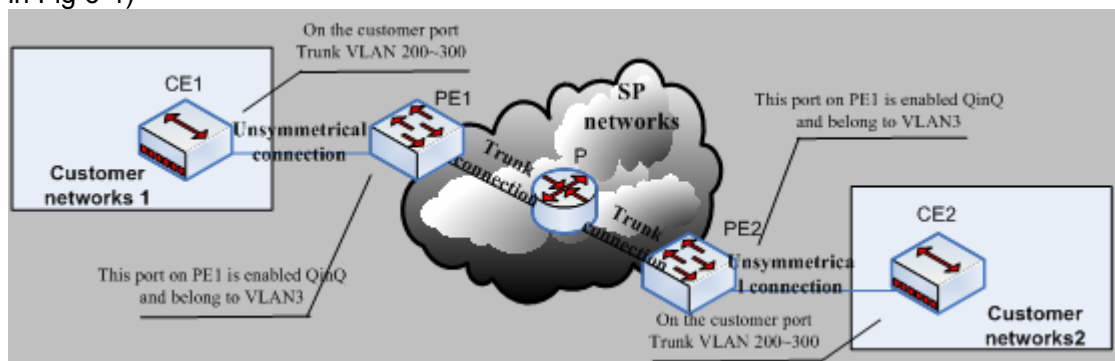 in Fig 3-4)
On the customer port
Trunk VLAN 200~300
CE1
PE1
Unsymmetrical
connection
Customer
networks 1
This port on PE1 is enabled QinQ
and belong to VLAN3
SP
networks
Trunk
connection
P
Trunk
connection
PE2
This port on PE1 is enabled QinQ
and belong to VLAN3
CE2
Unsymmetrica
l connection
Customer
networks2
On the customer port
Trunk VLAN 200~300